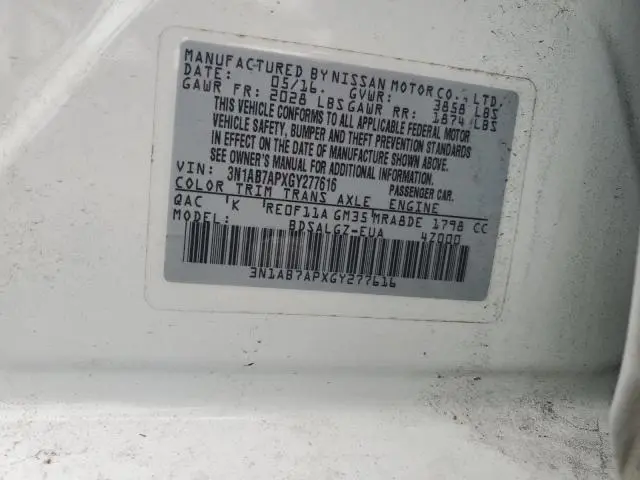 MANUFACTURED BY NISSAN MOTOR CO., LTD.
DATE: 05/16 GVWR: 3858 LBS
GAWR FR: 2028 LBS GAWR RR: 1874 LBS
THIS VEHICLE CONFORMS TO ALL APPLICABLE FEDERAL MOTOR
VEHICLE SAFETY, BUMPER AND THEFT PREVENTION STANDARDS
IN EFFECT ON THE DATE OF MANUFACTURE SHOWN ABOVE.
SEE OWNER'S MANUAL FOR ADDITIONAL INFORMATION.
VIN: 3N1AB7APXGY277616 PASSENGER CAR.
COLOR TRIM TRANS AXLE ENGINE
QAC K RE0F11A GM35 MRA8DE 1798 CC
MODEL: BDSALGZ-EUA 42000
3N1AB7APXGY277616